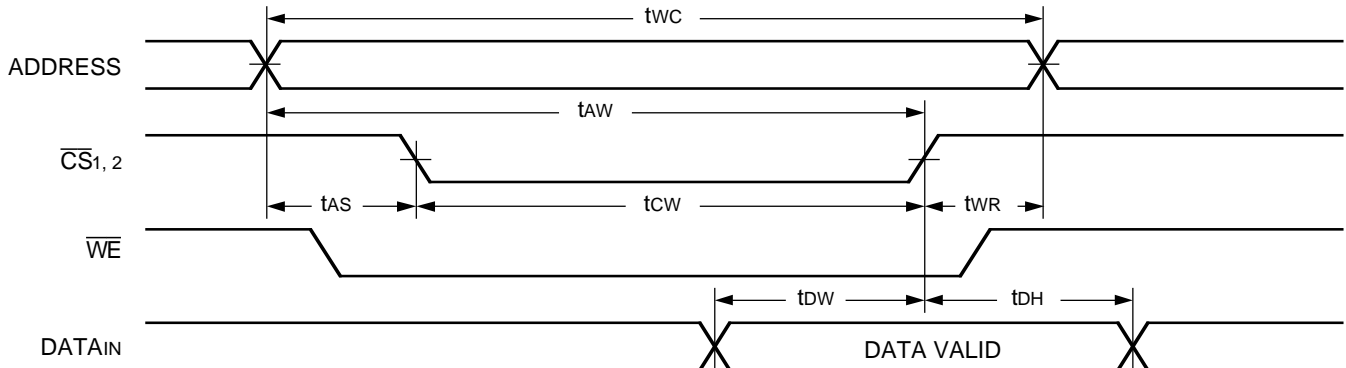 tWC
ADDRESS
tAW
CS1, 2
tAS
tCW
tWR
WE
tDW
tDH
DATAIN
DATA VALID